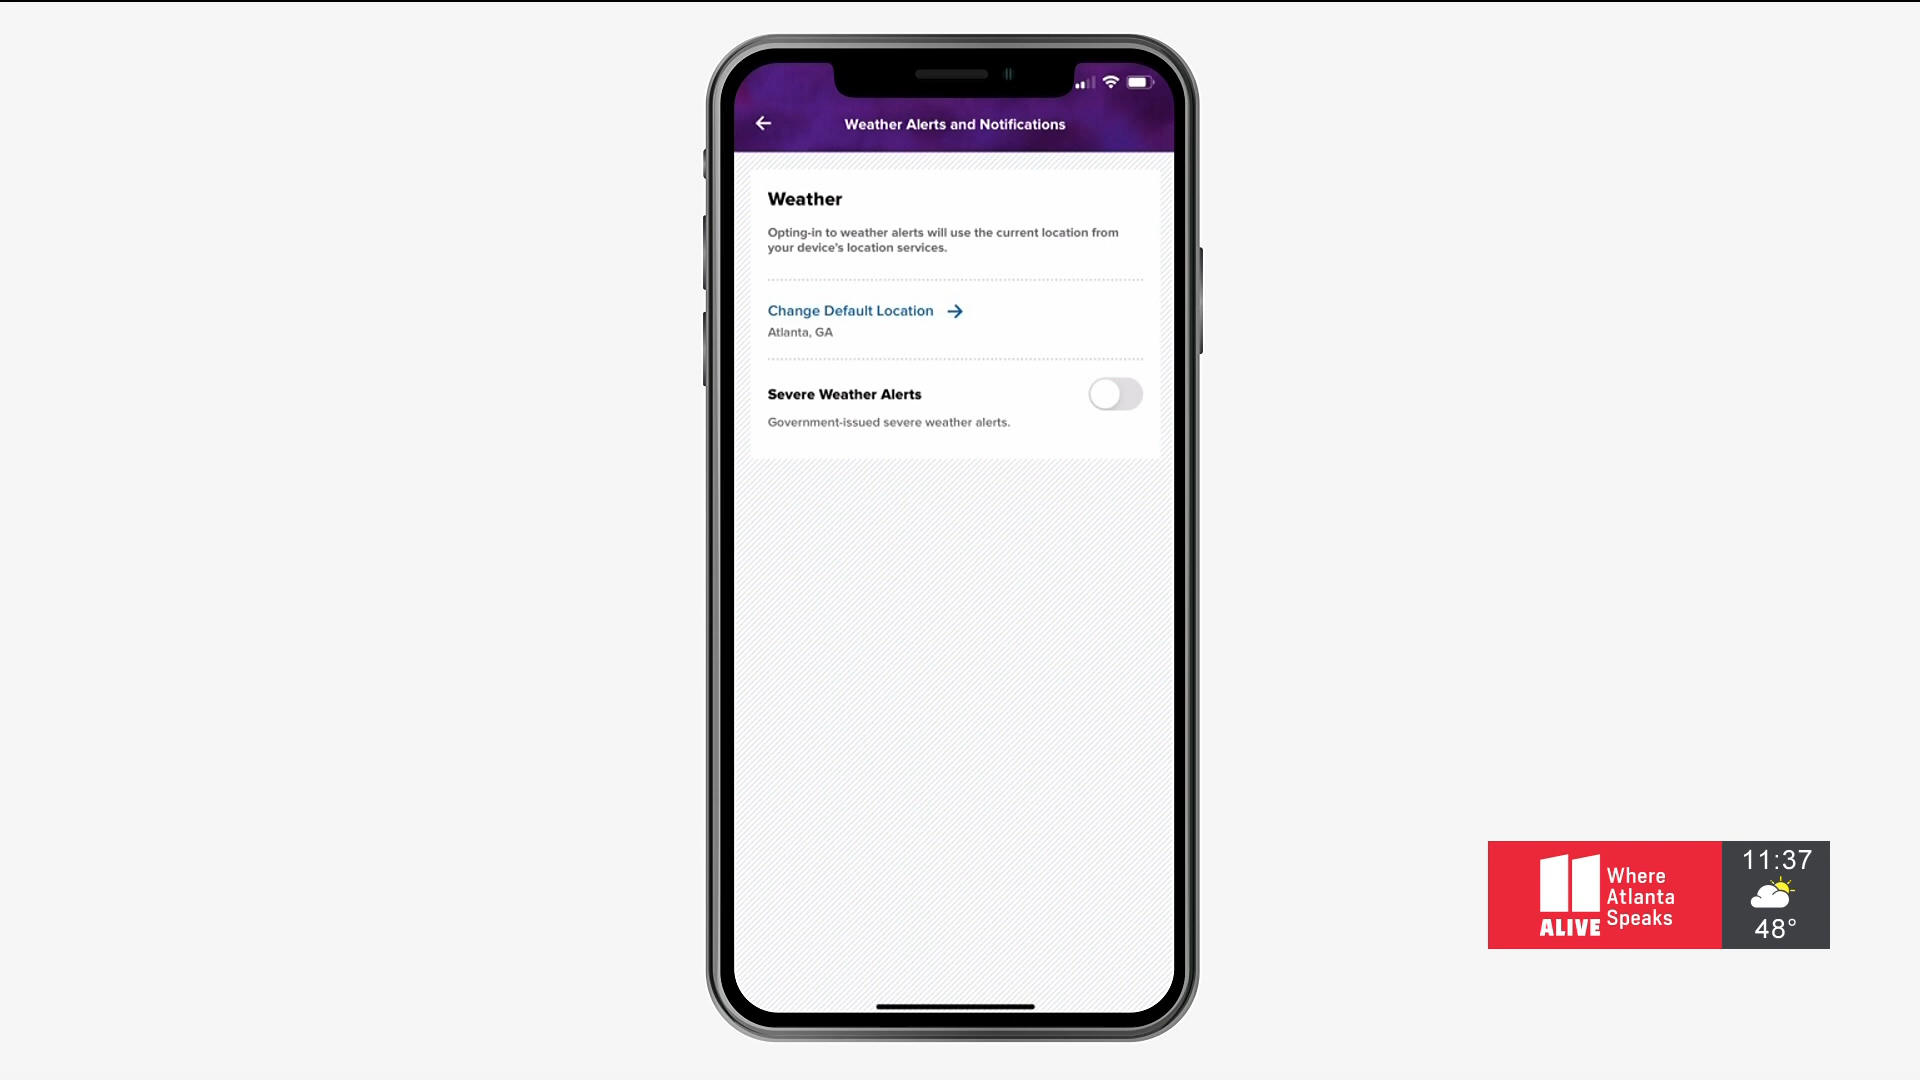 Weather Alerts and Notifications
Weather
Opting-in to weather alerts will use the current location from
your device's location services.
Change Default Location
Atlanta, GA
Severe Weather Alerts
Government-issued severe weather alerts.
11
ALIVE
Where
Atlanta
Speaks
11:37
48°